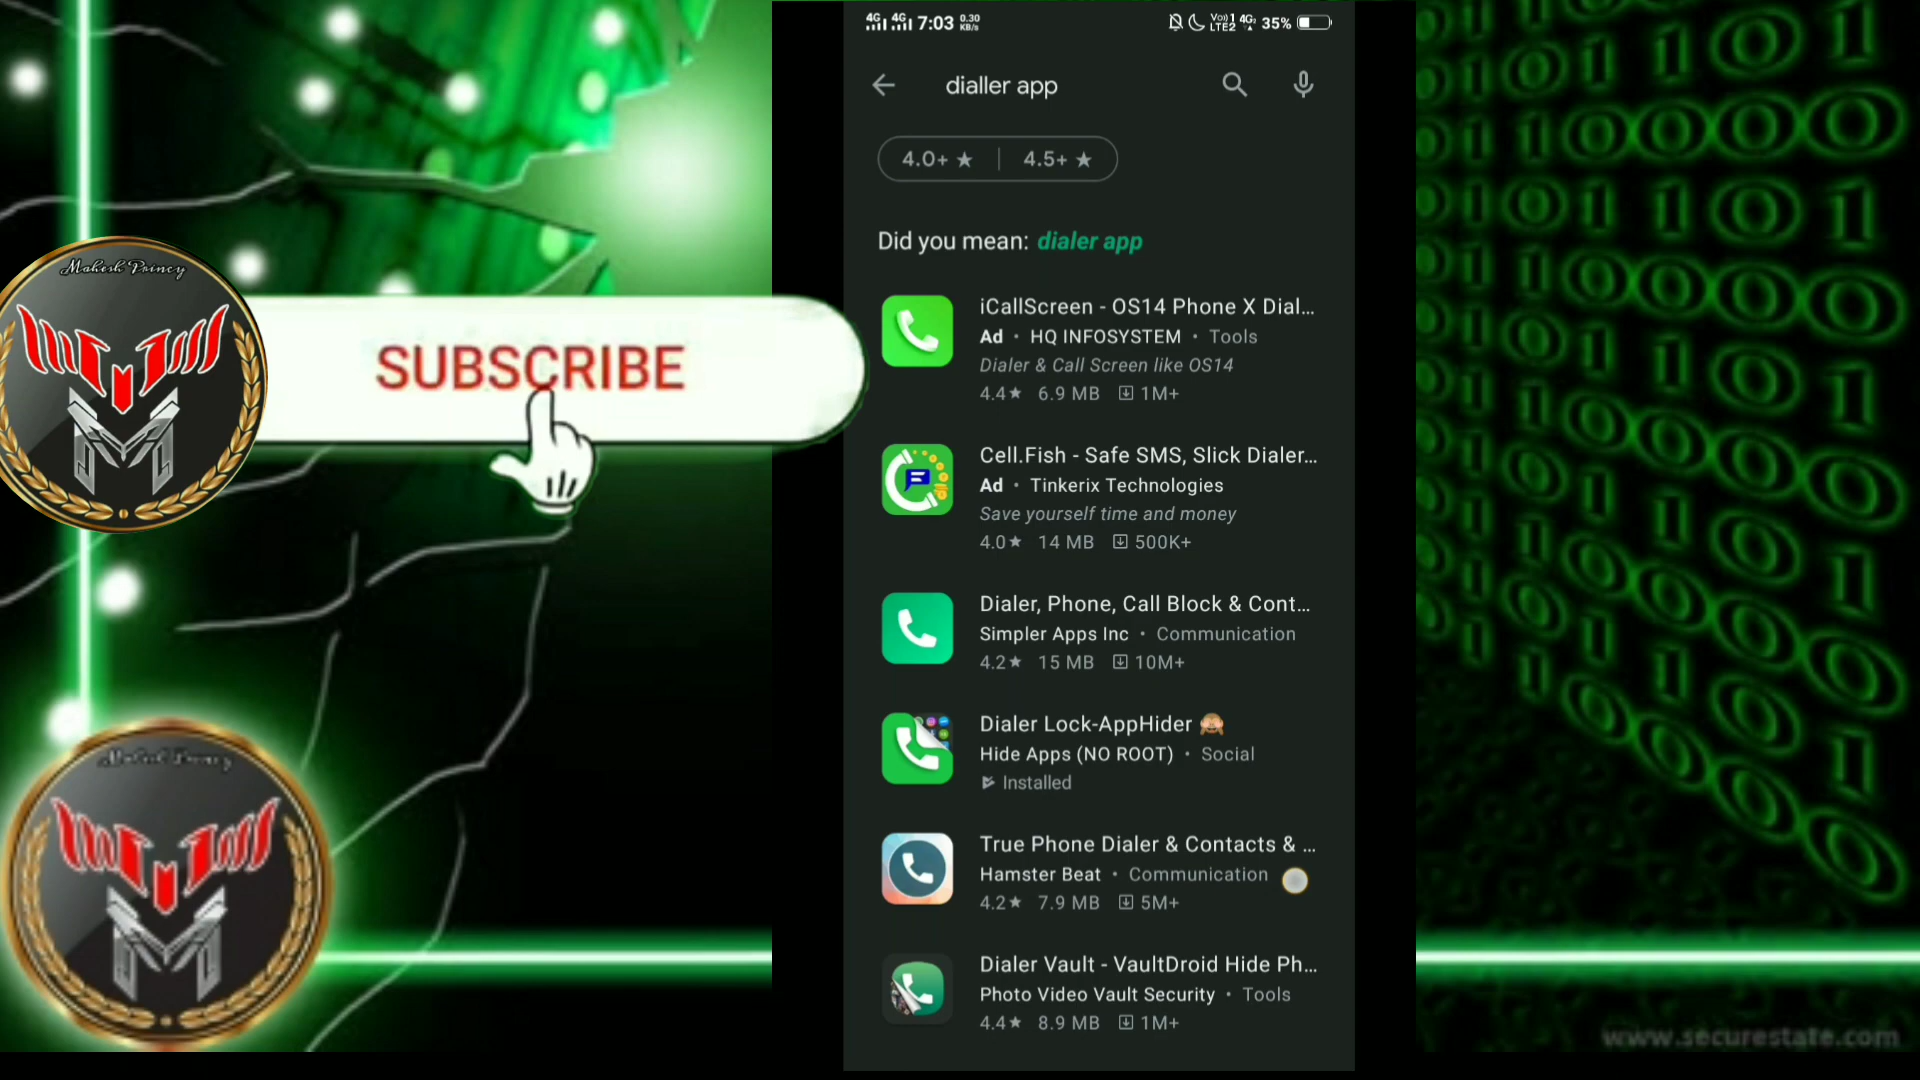 4G 4G 7:03 0.30 KB/s Vo) 1 LTE2 4G 35%
dialler app
4.0+ ★ | 4.5+ ★
Did you mean: dialer app
iCallScreen - OS14 Phone X Dial...
Ad • HQ INFOSYSTEM • Tools
Dialer & Call Screen like OS14
4.4★ 6.9 MB 1M+
Cell.Fish - Safe SMS, Slick Dialer...
Ad • Tinkerix Technologies
Save yourself time and money
4.0★ 14 MB 500K+
Dialer, Phone, Call Block & Cont...
Simpler Apps Inc • Communication
4.2★ 15 MB 10M+
Dialer Lock-AppHider 🙈
Hide Apps (NO ROOT) • Social
Installed
True Phone Dialer & Contacts & ...
Hamster Beat • Communication
4.2★ 7.9 MB 5M+
Dialer Vault - VaultDroid Hide Ph...
Photo Video Vault Security • Tools
4.4★ 8.9 MB 1M+
Mahesh Princy
SUBSCRIBE
Mahesh Princy
www.securestate.com